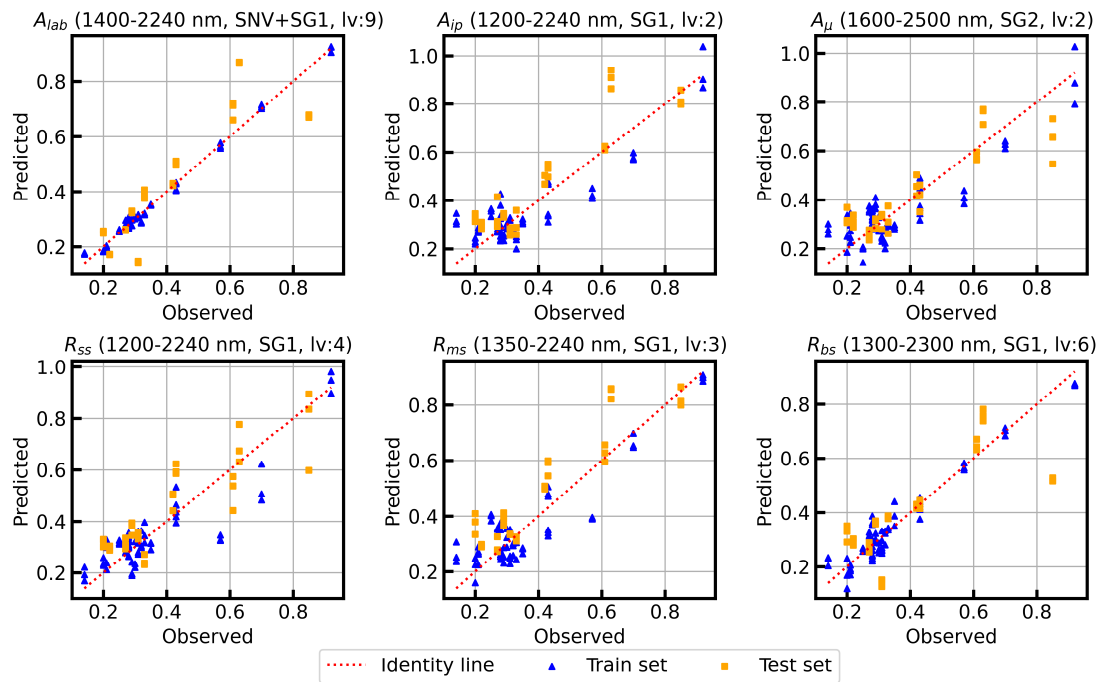 A_lab (1400-2240 nm, SNV+SG1, lv:9)
A_ip (1200-2240 nm, SG1, lv:2)
A_μ (1600-2500 nm, SG2, lv:2)
Predicted
0.8
0.6
0.4
0.2
0.2 0.4 0.6 0.8
Observed
Predicted
1.0
0.8
0.6
0.4
0.2
0.2 0.4 0.6 0.8
Observed
Predicted
1.0
0.8
0.6
0.4
0.2
0.2 0.4 0.6 0.8
Observed
R_ss (1200-2240 nm, SG1, lv:4)
R_ms (1350-2240 nm, SG1, lv:3)
R_bs (1300-2300 nm, SG1, lv:6)
Predicted
1.0
0.8
0.6
0.4
0.2
0.2 0.4 0.6 0.8
Observed
Predicted
0.8
0.6
0.4
0.2
0.2 0.4 0.6 0.8
Observed
Predicted
0.8
0.6
0.4
0.2
0.2 0.4 0.6 0.8
Observed
Identity line Train set Test set